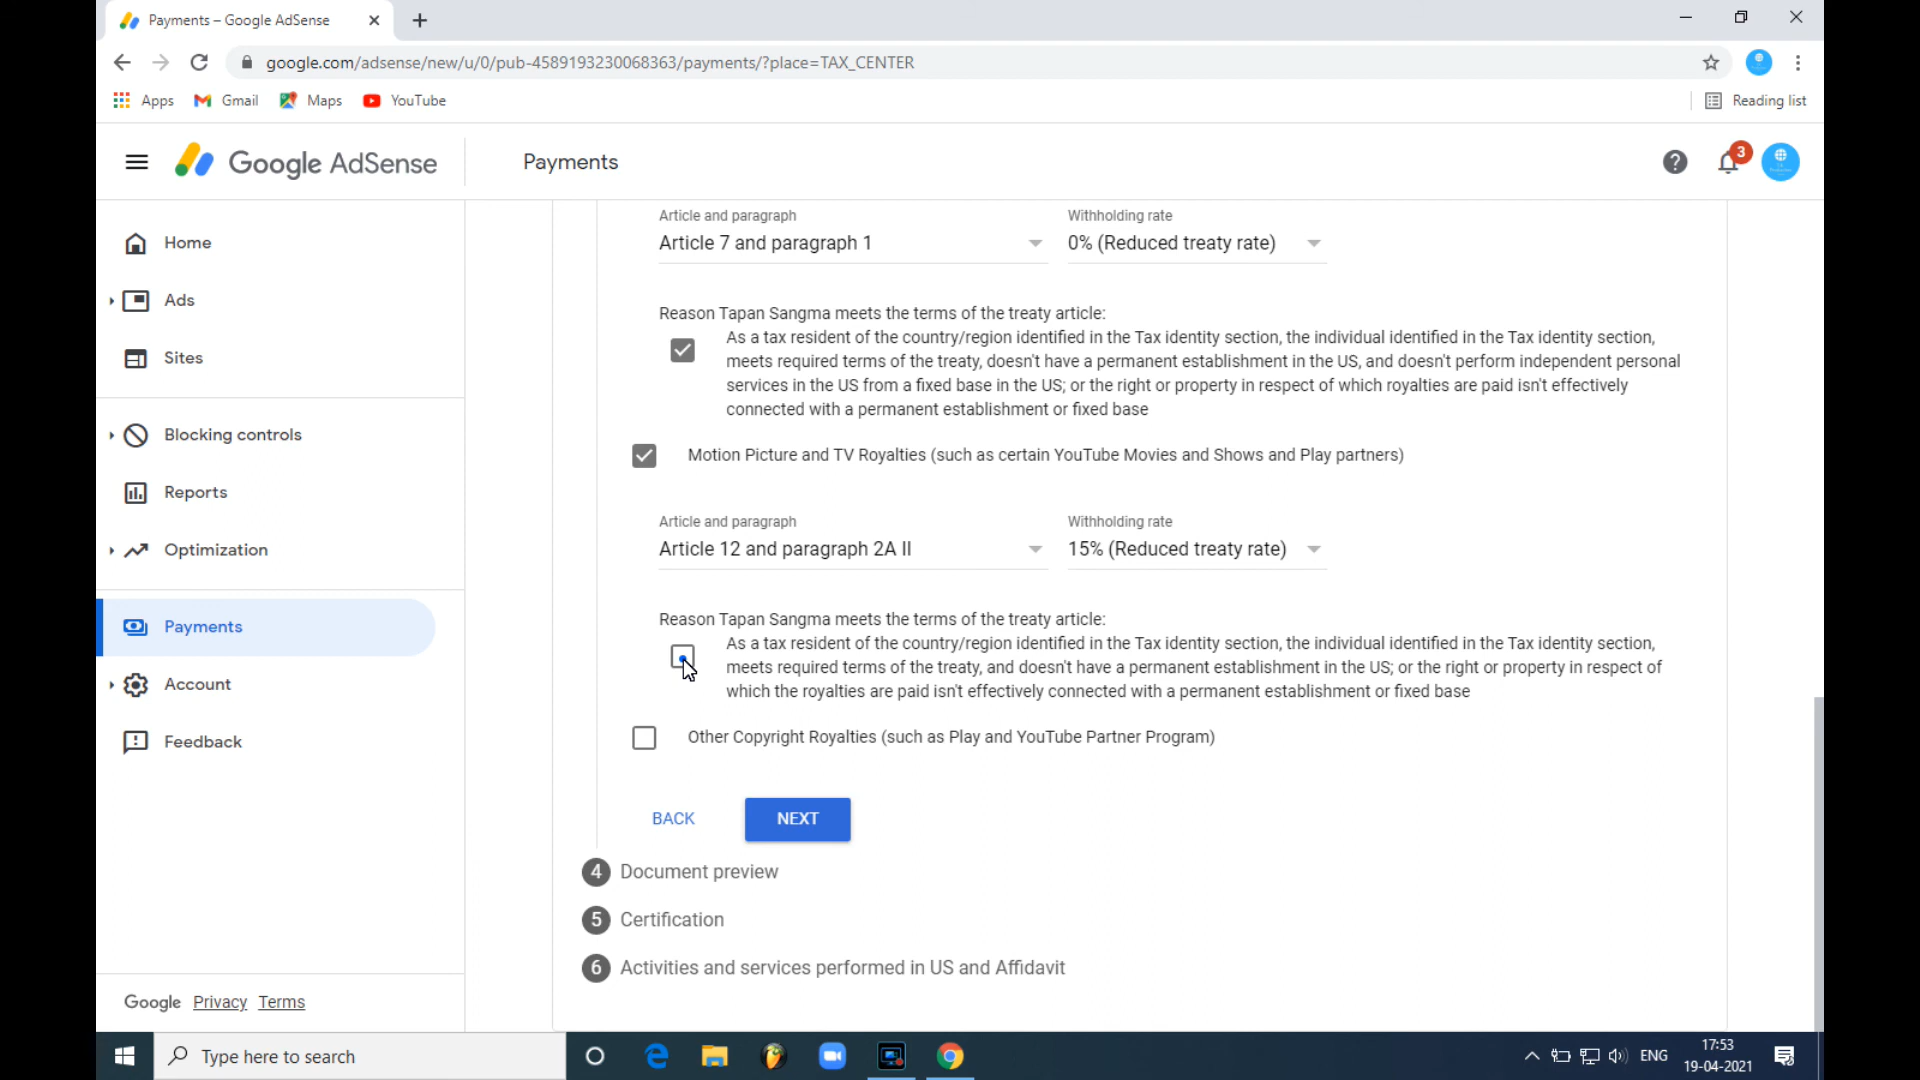 Payments – Google AdSense
google.com/adsense/new/u/0/pub-4589193230068363/payments/?place=TAX_CENTER
Apps Gmail Maps YouTube Reading list
Google AdSense
Payments
3
Home
Ads
Sites
Blocking controls
Reports
Optimization
Payments
Account
Feedback
Google Privacy Terms
Article and paragraph Withholding rate
Article 7 and paragraph 1 0% (Reduced treaty rate)
Reason Tapan Sangma meets the terms of the treaty article:
As a tax resident of the country/region identified in the Tax identity section, the individual identified in the Tax identity section,
meets required terms of the treaty, doesn't have a permanent establishment in the US, and doesn't perform independent personal
services in the US from a fixed base in the US; or the right or property in respect of which royalties are paid isn't effectively
connected with a permanent establishment or fixed base
Motion Picture and TV Royalties (such as certain YouTube Movies and Shows and Play partners)
Article and paragraph Withholding rate
Article 12 and paragraph 2A II 15% (Reduced treaty rate)
Reason Tapan Sangma meets the terms of the treaty article:
As a tax resident of the country/region identified in the Tax identity section, the individual identified in the Tax identity section,
meets required terms of the treaty, and doesn't have a permanent establishment in the US; or the right or property in respect of
which the royalties are paid isn't effectively connected with a permanent establishment or fixed base
Other Copyright Royalties (such as Play and YouTube Partner Program)
BACK NEXT
4 Document preview
5 Certification
6 Activities and services performed in US and Affidavit
Type here to search
ENG
17:53
19-04-2021